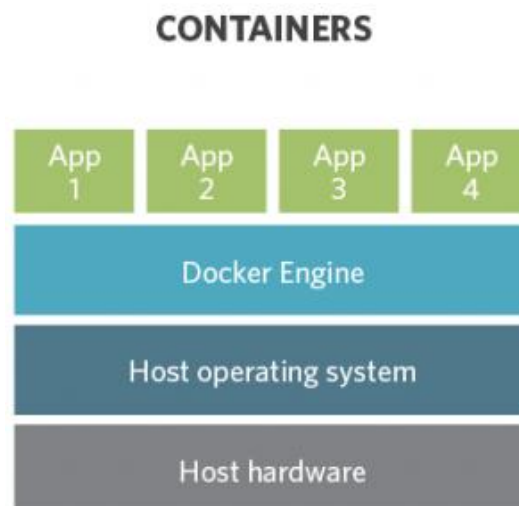 CONTAINERS
App
1
App
2
App
3
App
4
Docker Engine
Host operating system
Host hardware